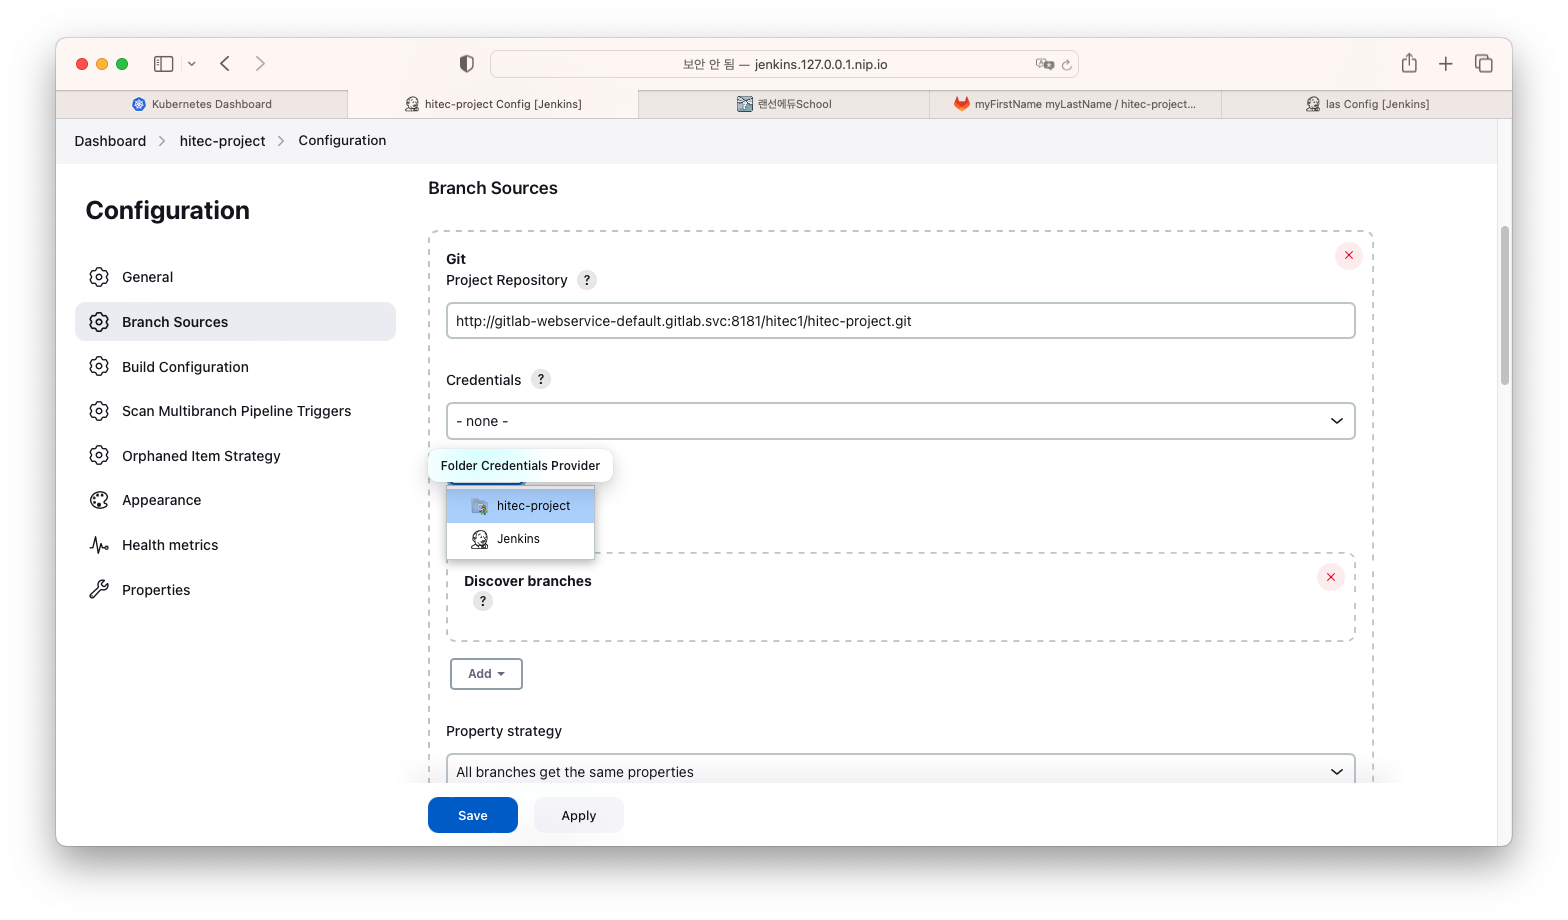 보안 안 됨 — jenkins.127.0.0.1.nip.io
Kubernetes Dashboard
hitec-project Config [Jenkins]
랜선에듀School
myFirstName myLastName / hitec-project...
las Config [Jenkins]
Dashboard
hitec-project
Configuration
Configuration
General
Branch Sources
Build Configuration
Scan Multibranch Pipeline Triggers
Orphaned Item Strategy
Appearance
Health metrics
Properties
Branch Sources
Git
Project Repository ?
http://gitlab-webservice-default.gitlab.svc:8181/hitec1/hitec-project.git
Credentials ?
- none -
Folder Credentials Provider
hitec-project
Jenkins
Discover branches
?
Add
Property strategy
All branches get the same properties
Save
Apply